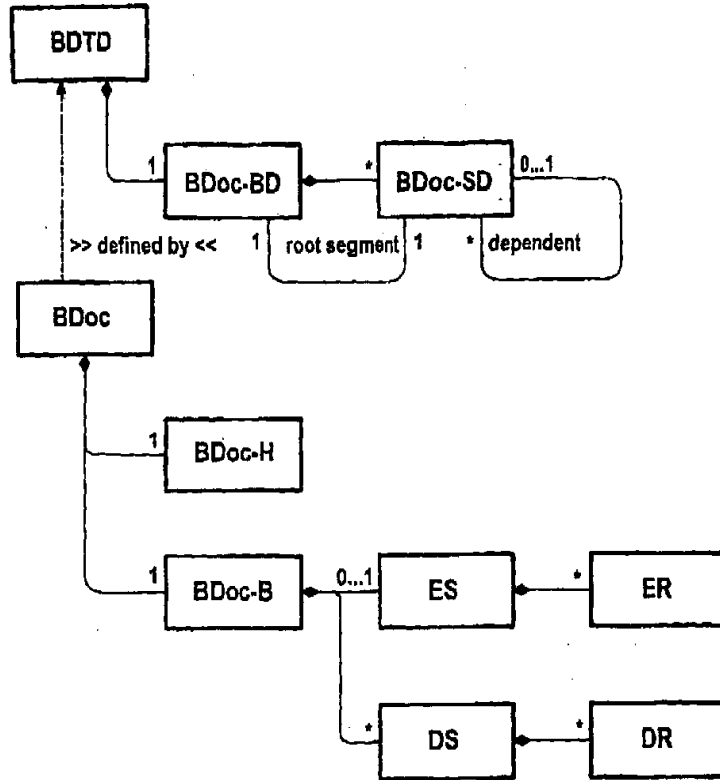 BDTD
1 BDoc-BD * BDoc-SD 0...1
>> defined by << 1 root segment 1 * dependent
BDoc
1 BDoc-H
1 BDoc-B 0...1 ES * ER
* DS * DR